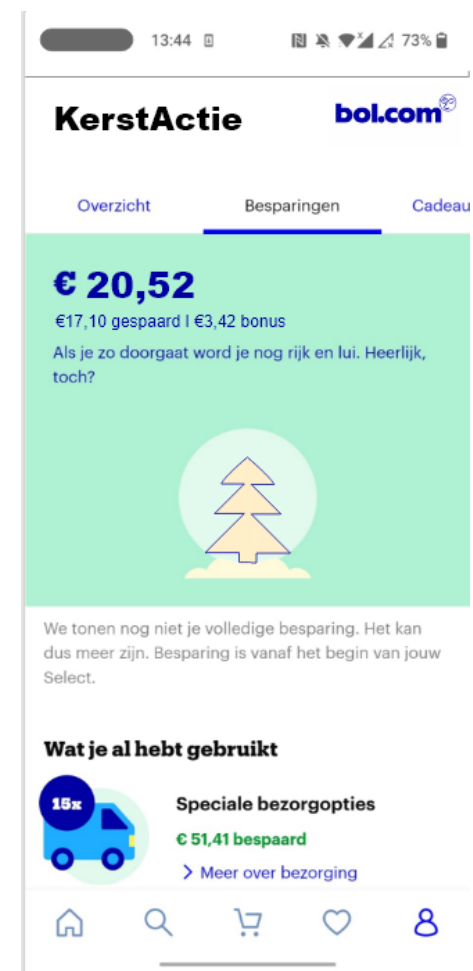 13:44 73%
KerstActie bol.com
Overzicht Besparingen Cadeau
€ 20,52
€17,10 gespaard I €3,42 bonus
Als je zo doorgaat word je nog rijk en lui. Heerlijk,
toch?
We tonen nog niet je volledige besparing. Het kan
dus meer zijn. Besparing is vanaf het begin van jouw
Select.
Wat je al hebt gebruikt
15x
Speciale bezorgopties
€ 51,41 bespaard
Meer over bezorging